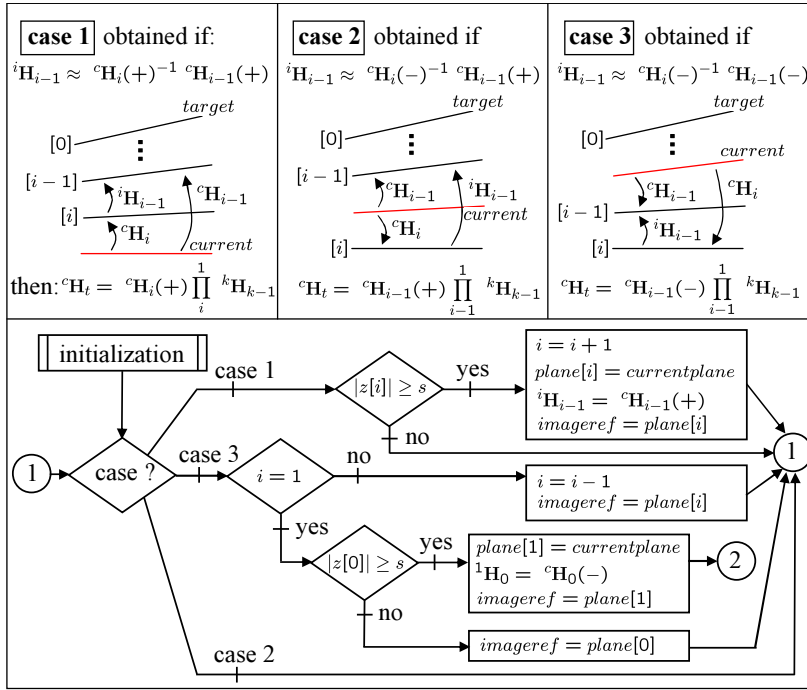 case 1 obtained if:
ⁱH_{i−1} ≈ ᶜH_i(+)⁻¹ ᶜH_{i−1}(+)
target
[0]
⋮
[i − 1]
ⁱH_{i−1}
ᶜH_{i−1}
[i]
ᶜH_i
current
then: ᶜH_t = ᶜH_i(+) ∏_{i}^{1} ᵏH_{k−1}
case 2 obtained if
ⁱH_{i−1} ≈ ᶜH_i(−)⁻¹ ᶜH_{i−1}(+)
target
[0]
⋮
[i − 1]
ᶜH_{i−1}
ⁱH_{i−1}
current
ᶜH_i
[i]
ᶜH_t = ᶜH_{i−1}(+) ∏_{i−1}^{1} ᵏH_{k−1}
case 3 obtained if
ⁱH_{i−1} ≈ ᶜH_i(−)⁻¹ ᶜH_{i−1}(−)
target
[0]
⋮
current
ᶜH_{i−1}
ᶜH_i
[i − 1]
ⁱH_{i−1}
[i]
ᶜH_t = ᶜH_{i−1}(−) ∏_{i−1}^{1} ᵏH_{k−1}
initialization
case 1
|z[i]| ≥ s
yes
i = i + 1
plane[i] = currentplane
ⁱH_{i−1} = ᶜH_{i−1}(+)
imageref = plane[i]
no
1
case ?
case 3
i = 1
no
i = i − 1
imageref = plane[i]
1
yes
|z[0]| ≥ s
yes
plane[1] = currentplane
¹H₀ = ᶜH₀(−)
imageref = plane[1]
2
no
imageref = plane[0]
case 2